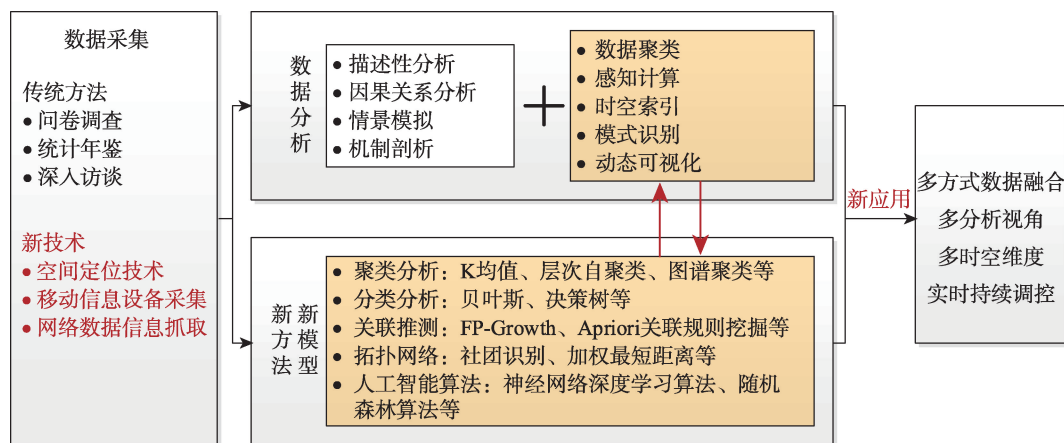 数据采集
传统方法
● 问卷调查
● 统计年鉴
● 深入访谈
新技术
● 空间定位技术
● 移动信息设备采集
● 网络数据信息抓取
数据分析
● 描述性分析
● 因果关系分析
● 情景模拟
● 机制剖析
+
● 数据聚类
● 感知计算
● 时空索引
● 模式识别
● 动态可视化
新方法
新模型
● 聚类分析：K均值、层次自聚类、图谱聚类等
● 分类分析：贝叶斯、决策树等
● 关联推测：FP-Growth、Apriori关联规则挖掘等
● 拓扑网络：社团识别、加权最短距离等
● 人工智能算法：神经网络深度学习算法、随机
森林算法等
新应用
多方式数据融合
多分析视角
多时空维度
实时持续调控